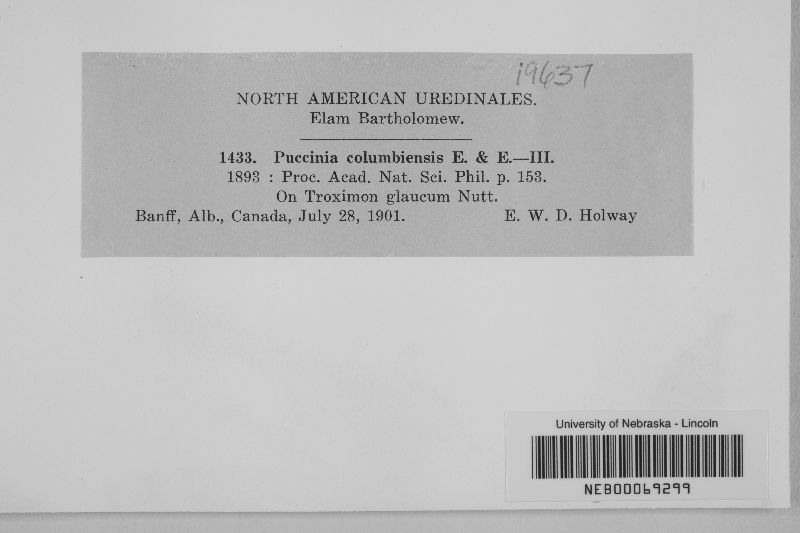 19637
NORTH AMERICAN UREDINALES.
Elam Bartholomew.
1433. Puccinia columbiensis E. & E.—III.
1893 : Proc. Acad. Nat. Sci. Phil. p. 153.
On Troximon glaucum Nutt.
Banff, Alb., Canada, July 28, 1901. E. W. D. Holway
University of Nebraska - Lincoln
NEB00069299